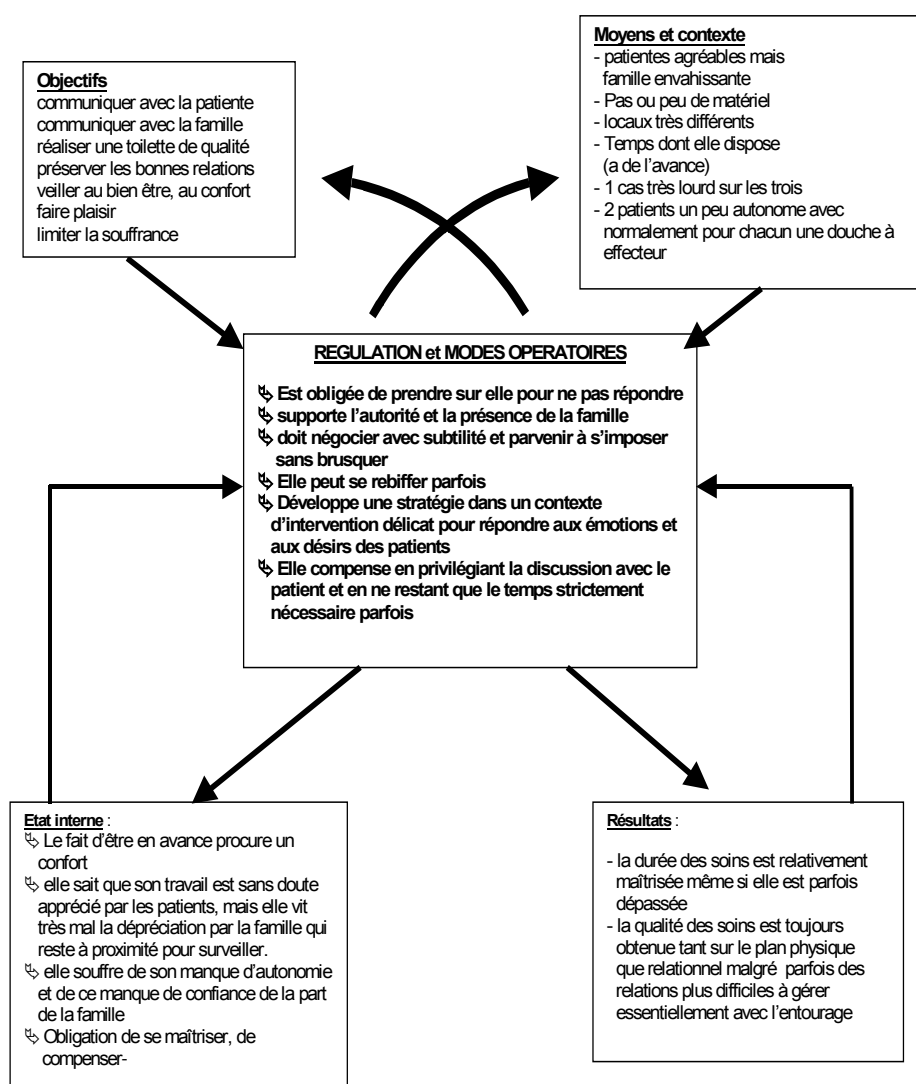 Objectifs
communiquer avec la patiente
communiquer avec la famille
réaliser une toilette de qualité
préserver les bonnes relations
veiller au bien être, au confort
faire plaisir
limiter la souffrance
Moyens et contexte
- patientes agréables mais
famille envahissante
- Pas ou peu de matériel
- locaux très différents
- Temps dont elle dispose
(a de l'avance)
- 1 cas très lourd sur les trois
- 2 patients un peu autonome avec
normalement pour chacun une douche à
effecteur
REGULATION et MODES OPERATOIRES
Est obligée de prendre sur elle pour ne pas répondre
supporte l'autorité et la présence de la famille
doit négocier avec subtilité et parvenir à s'imposer
sans brusquer
Elle peut se rebiffer parfois
Développe une stratégie dans un contexte
d'intervention délicat pour répondre aux émotions et
aux désirs des patients
Elle compense en privilégiant la discussion avec le
patient et en ne restant que le temps strictement
nécessaire parfois
Etat interne :
Le fait d'être en avance procure un
confort
elle sait que son travail est sans doute
apprécié par les patients, mais elle vit
très mal la dépréciation par la famille qui
reste à proximité pour surveiller.
elle souffre de son manque d'autonomie
et de ce manque de confiance de la part
de la famille
Obligation de se maîtriser, de
compenser-
Résultats :
- la durée des soins est relativement
maîtrisée même si elle est parfois
dépassée
- la qualité des soins est toujours
obtenue tant sur le plan physique
que relationnel malgré parfois des
relations plus difficiles à gérer
essentiellement avec l'entourage